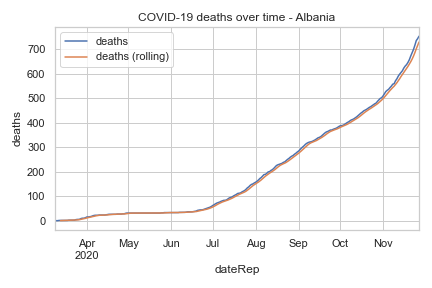 COVID-19 deaths over time - Albania
deaths
deaths (rolling)
700
600
500
400
300
200
100
0
deaths
Apr May Jun Jul Aug Sep Oct Nov
2020
dateRep